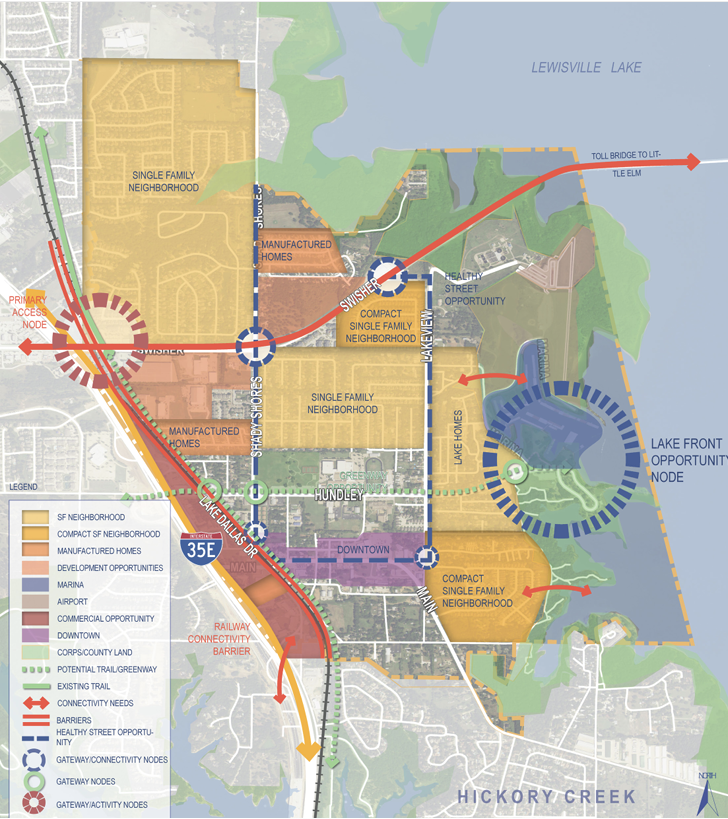 LEWISVILLE LAKE
TOLL BRIDGE TO LIT-
TLE ELM
SINGLE FAMILY
NEIGHBORHOOD
SHORES
MANUFACTURED
HOMES
HEALTHY
STREET
OPPORTUNITY
PRIMARY
ACCESS
NODE
SWISHER
COMPACT
SINGLE FAMILY
NEIGHBORHOOD
LAKEVIEW
SWISHER
MARINA
SHADY SHORES
SINGLE FAMILY
NEIGHBORHOOD
LAKE HOMES
MANUFACTURED
HOMES
LAKE FRONT
OPPORTUNITY
NODE
GREENWAY
HUNDLEY
LAKE DALLAS DR
INTERSTATE
35E
MAIN
DOWNTOWN
COMPACT
SINGLE FAMILY
NEIGHBORHOOD
MAIN
RAILWAY
CONNECTIVITY
BARRIER
LEGEND
SF NEIGHBORHOOD
COMPACT SF NEIGHBORHOOD
MANUFACTURED HOMES
DEVELOPMENT OPPORTUNITIES
MARINA
AIRPORT
COMMERCIAL OPPORTUNITY
DOWNTOWN
CORPS/COUNTY LAND
POTENTIAL TRAIL/GREENWAY
EXISTING TRAIL
CONNECTIVITY NEEDS
BARRIERS
HEALTHY STREET OPPORTU-
NITY
GATEWAY/CONNECTIVITY NODES
GATEWAY NODES
GATEWAY/ACTIVITY NODES
HICKORY CREEK
NORTH